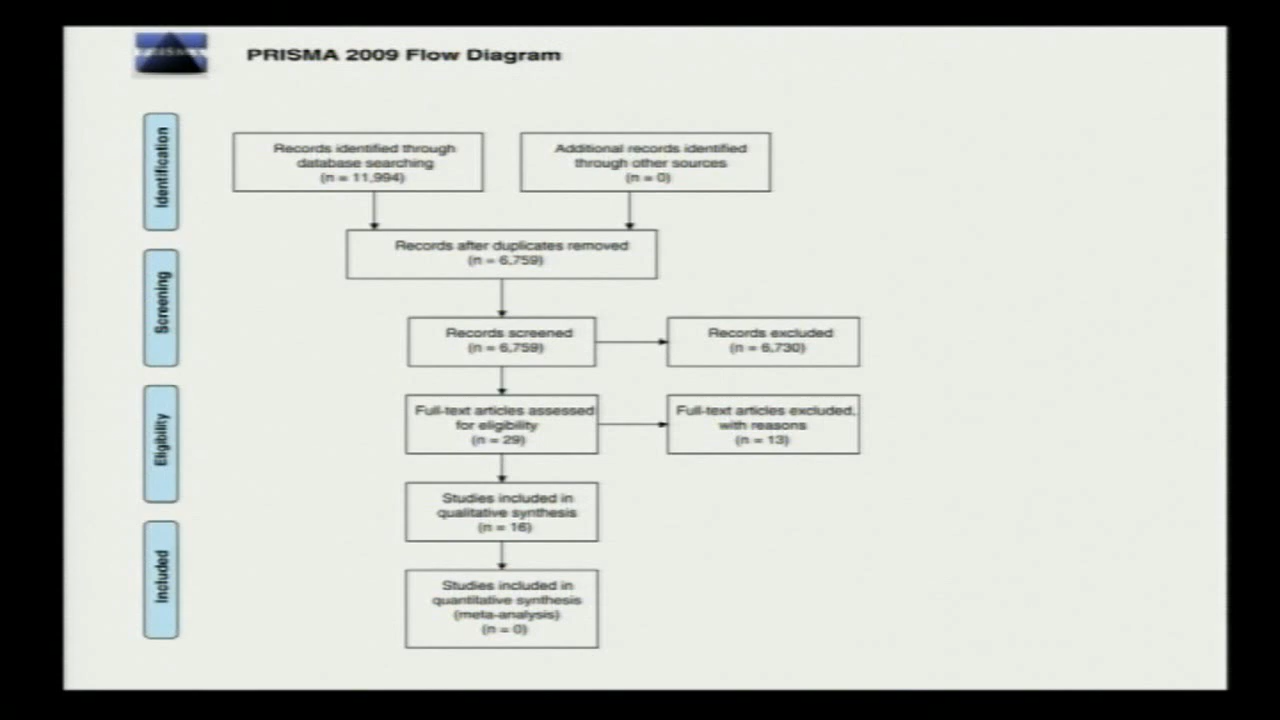 PRISMA 2009 Flow Diagram
Identification
Records identified through
database searching
(n = 11,994)
Additional records identified
through other sources
(n = 0)
Records after duplicates removed
(n = 6,759)
Screening
Records screened
(n = 6,759)
Records excluded
(n = 6,730)
Eligibility
Full-text articles assessed
for eligibility
(n = 29)
Full-text articles excluded,
with reasons
(n = 13)
Studies included in
qualitative synthesis
(n = 16)
Included
Studies included in
quantitative synthesis
(meta-analysis)
(n = 0)